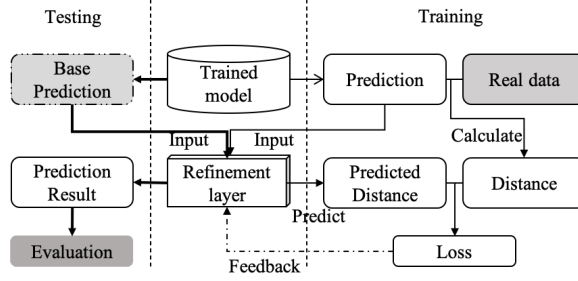 Testing
Training
Base
Prediction
Trained
model
Prediction
Real data
Input
Input
Calculate
Prediction
Result
Refinement
layer
Predicted
Distance
Distance
Predict
Evaluation
Loss
Feedback